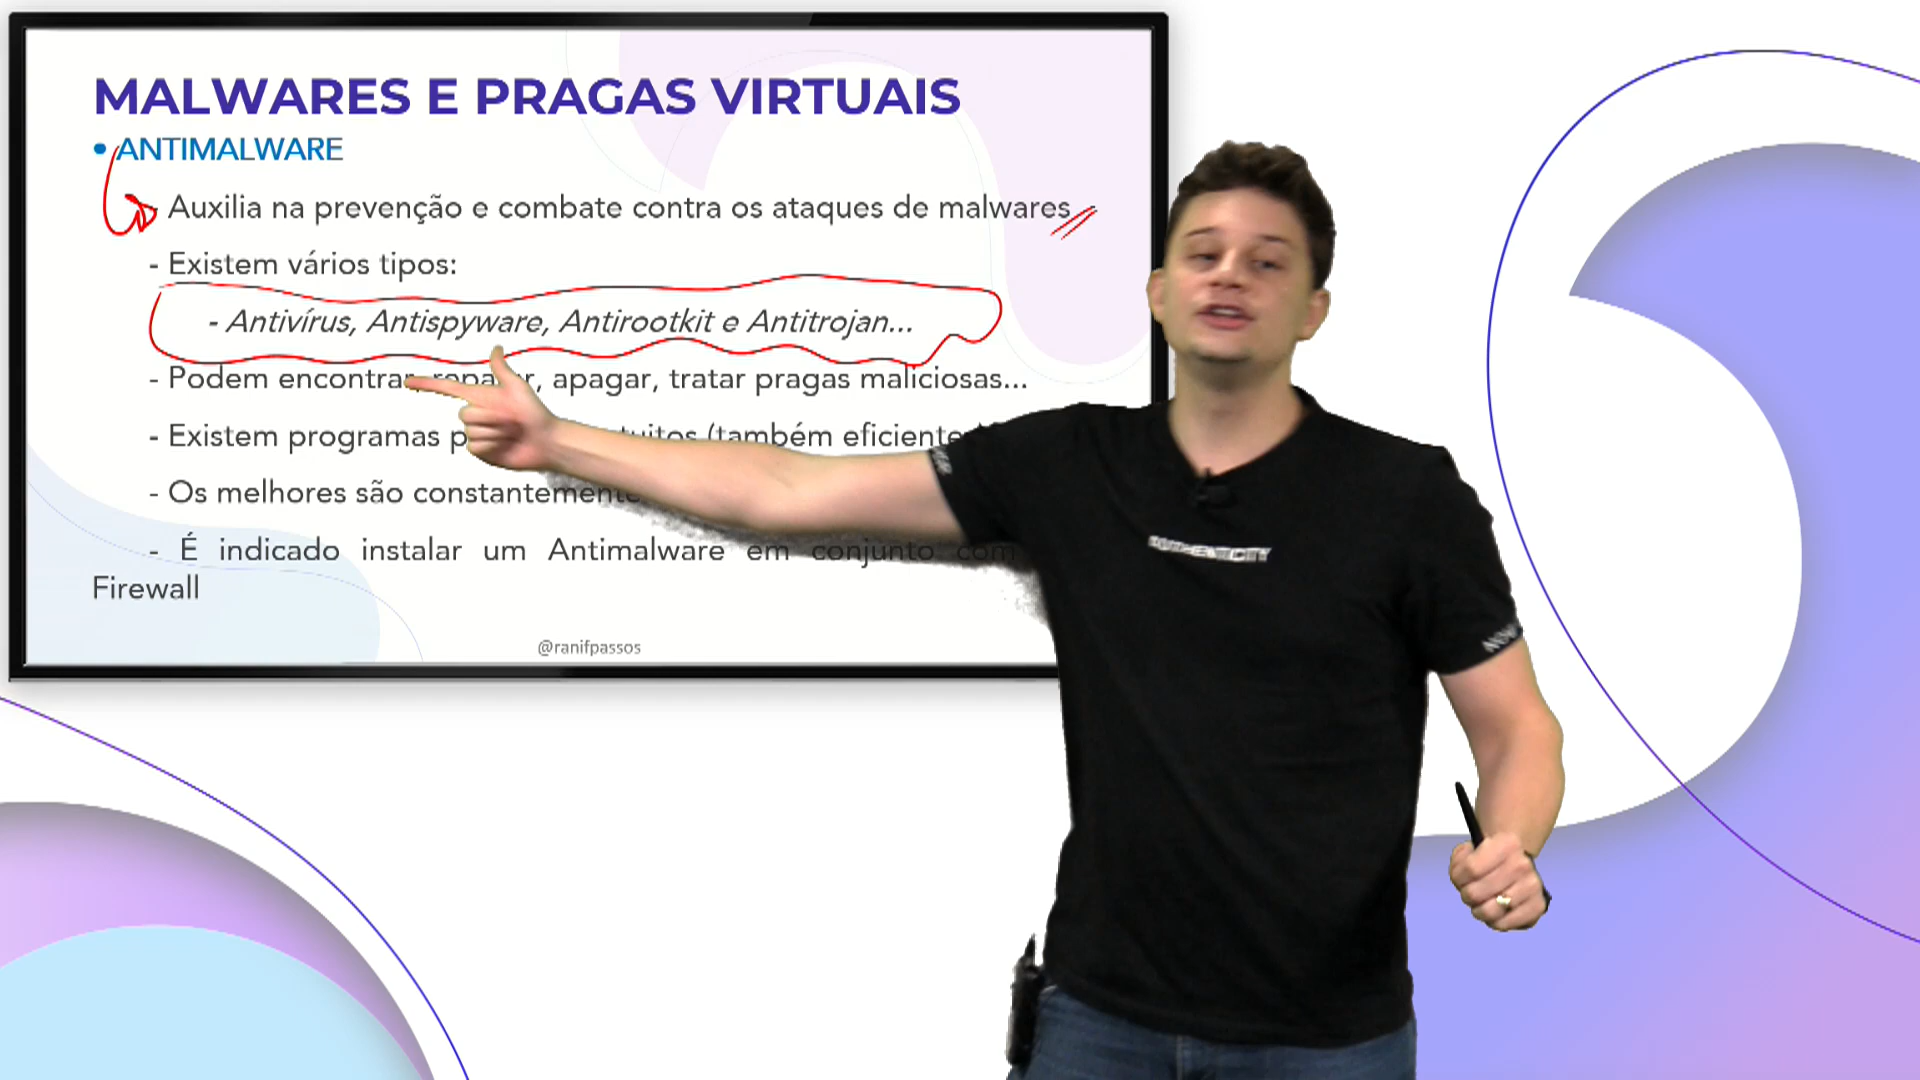 MALWARES E PRAGAS VIRTUAIS
• ANTIMALWARE
- Auxilia na prevenção e combate contra os ataques de malwares
- Existem vários tipos:
- Antivírus, Antispyware, Antirootkit e Antitrojan...
- Podem encontrar, reparar, apagar, tratar pragas maliciosas...
- Existem programas (também
- Os melhores são constantemente
- É indicado instalar um Antimalware em conjunto com
Firewall
@ranifpassos
AUTHENTICITY